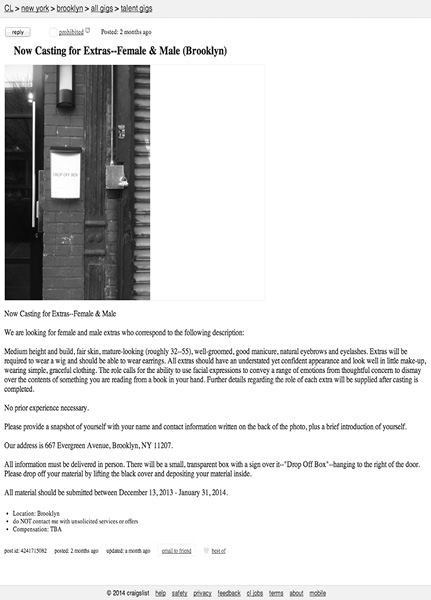 CL > new york > brooklyn > all gigs > talent gigs
reply
prohibited
Posted: 2 months ago
Now Casting for Extras--Female & Male (Brooklyn)
DROP OFF BOX
Now Casting for Extras--Female & Male
We are looking for female and male extras who correspond to the following description:
Medium height and build, fair skin, mature-looking (roughly 32--55), well-groomed, good manicure, natural eyebrows and eyelashes. Extras will be
required to wear a wig and should be able to wear earrings. All extras should have an understated yet confident appearance and look well in little make-up,
wearing simple, graceful clothing. The role calls for the ability to use facial expressions to convey a range of emotions from thoughtful concern to dismay
over the contents of something you are reading from a book in your hand. Further details regarding the role of each extra will be supplied after casting is
completed.
No prior experience necessary.
Please provide a snapshot of yourself with your name and contact information written on the back of the photo, plus a brief introduction of yourself.
Our address is 667 Evergreen Avenue, Brooklyn, NY 11207.
All information must be delivered in person. There will be a small, transparent box with a sign over it--"Drop Off Box"--hanging to the right of the door.
Please drop off your material by lifting the black cover and depositing your material inside.
All material should be submitted between December 13, 2013 - January 31, 2014.
• Location: Brooklyn
• do NOT contact me with unsolicited services or offers
• Compensation: TBA
post id: 4241715082 posted: 2 months ago updated: a month ago email to friend best of
© 2014 craigslist help safety privacy feedback cl jobs terms about mobile